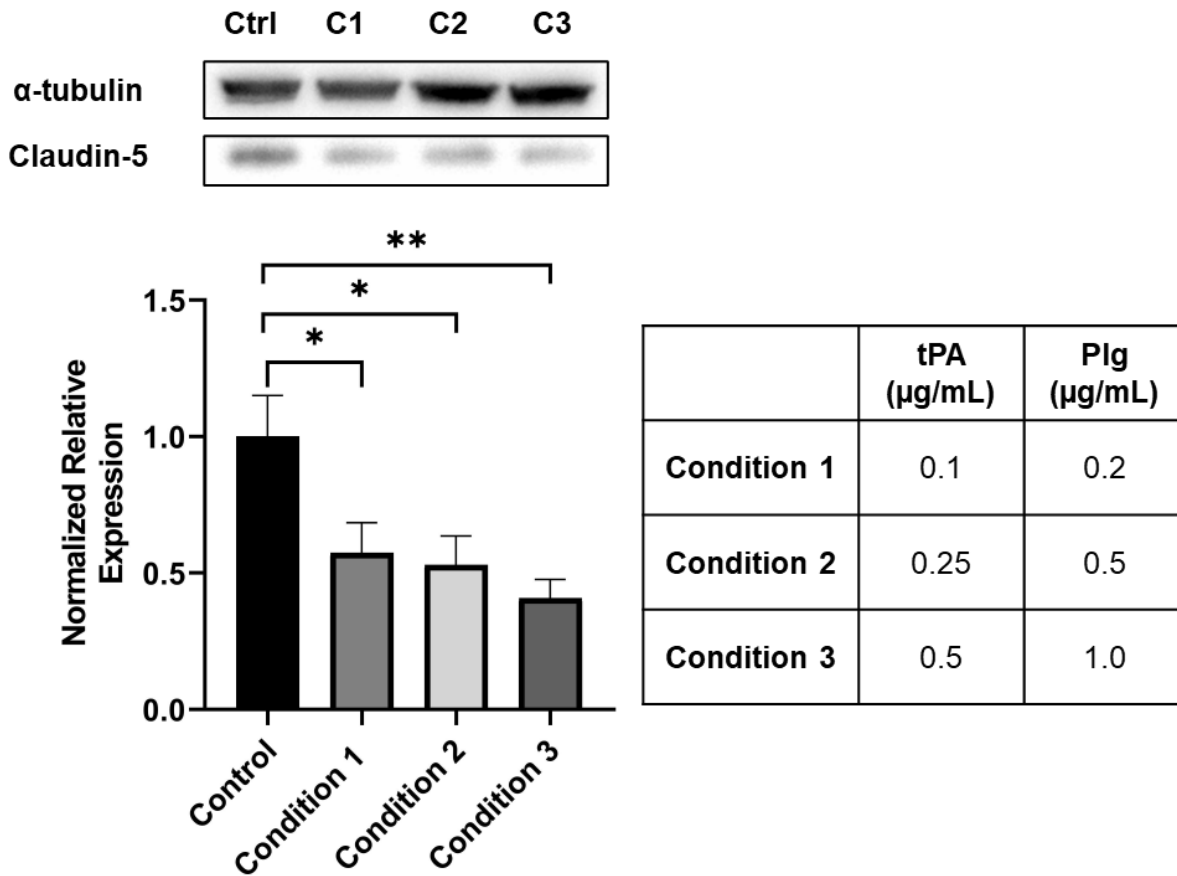 Ctrl C1 C2 C3
α-tubulin
Claudin-5
**
*
*
1.5
1.0
0.5
0.0
Normalized Relative
Expression
Control
Condition 1
Condition 2
Condition 3
tPA Plg
(µg/mL) (µg/mL)
Condition 1 0.1 0.2
Condition 2 0.25 0.5
Condition 3 0.5 1.0